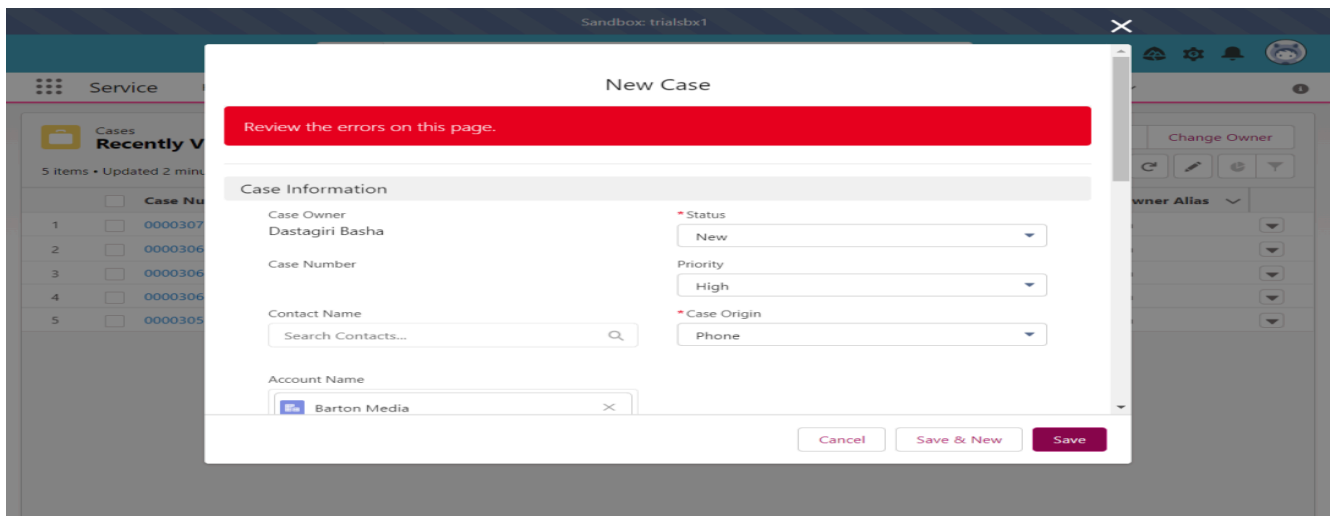 Sandbox: trialsbx1
Service
New Case
Review the errors on this page.
Cases
Recently V
Change Owner
5 items • Updated 2 minu
Case Nu
wner Alias
1 0000307
2 0000306
3 0000306
4 0000306
5 0000305
Case Information
Case Owner
Dastagiri Basha
*Status
New
Case Number
Priority
High
Contact Name
Search Contacts...
*Case Origin
Phone
Account Name
Barton Media
Cancel
Save & New
Save